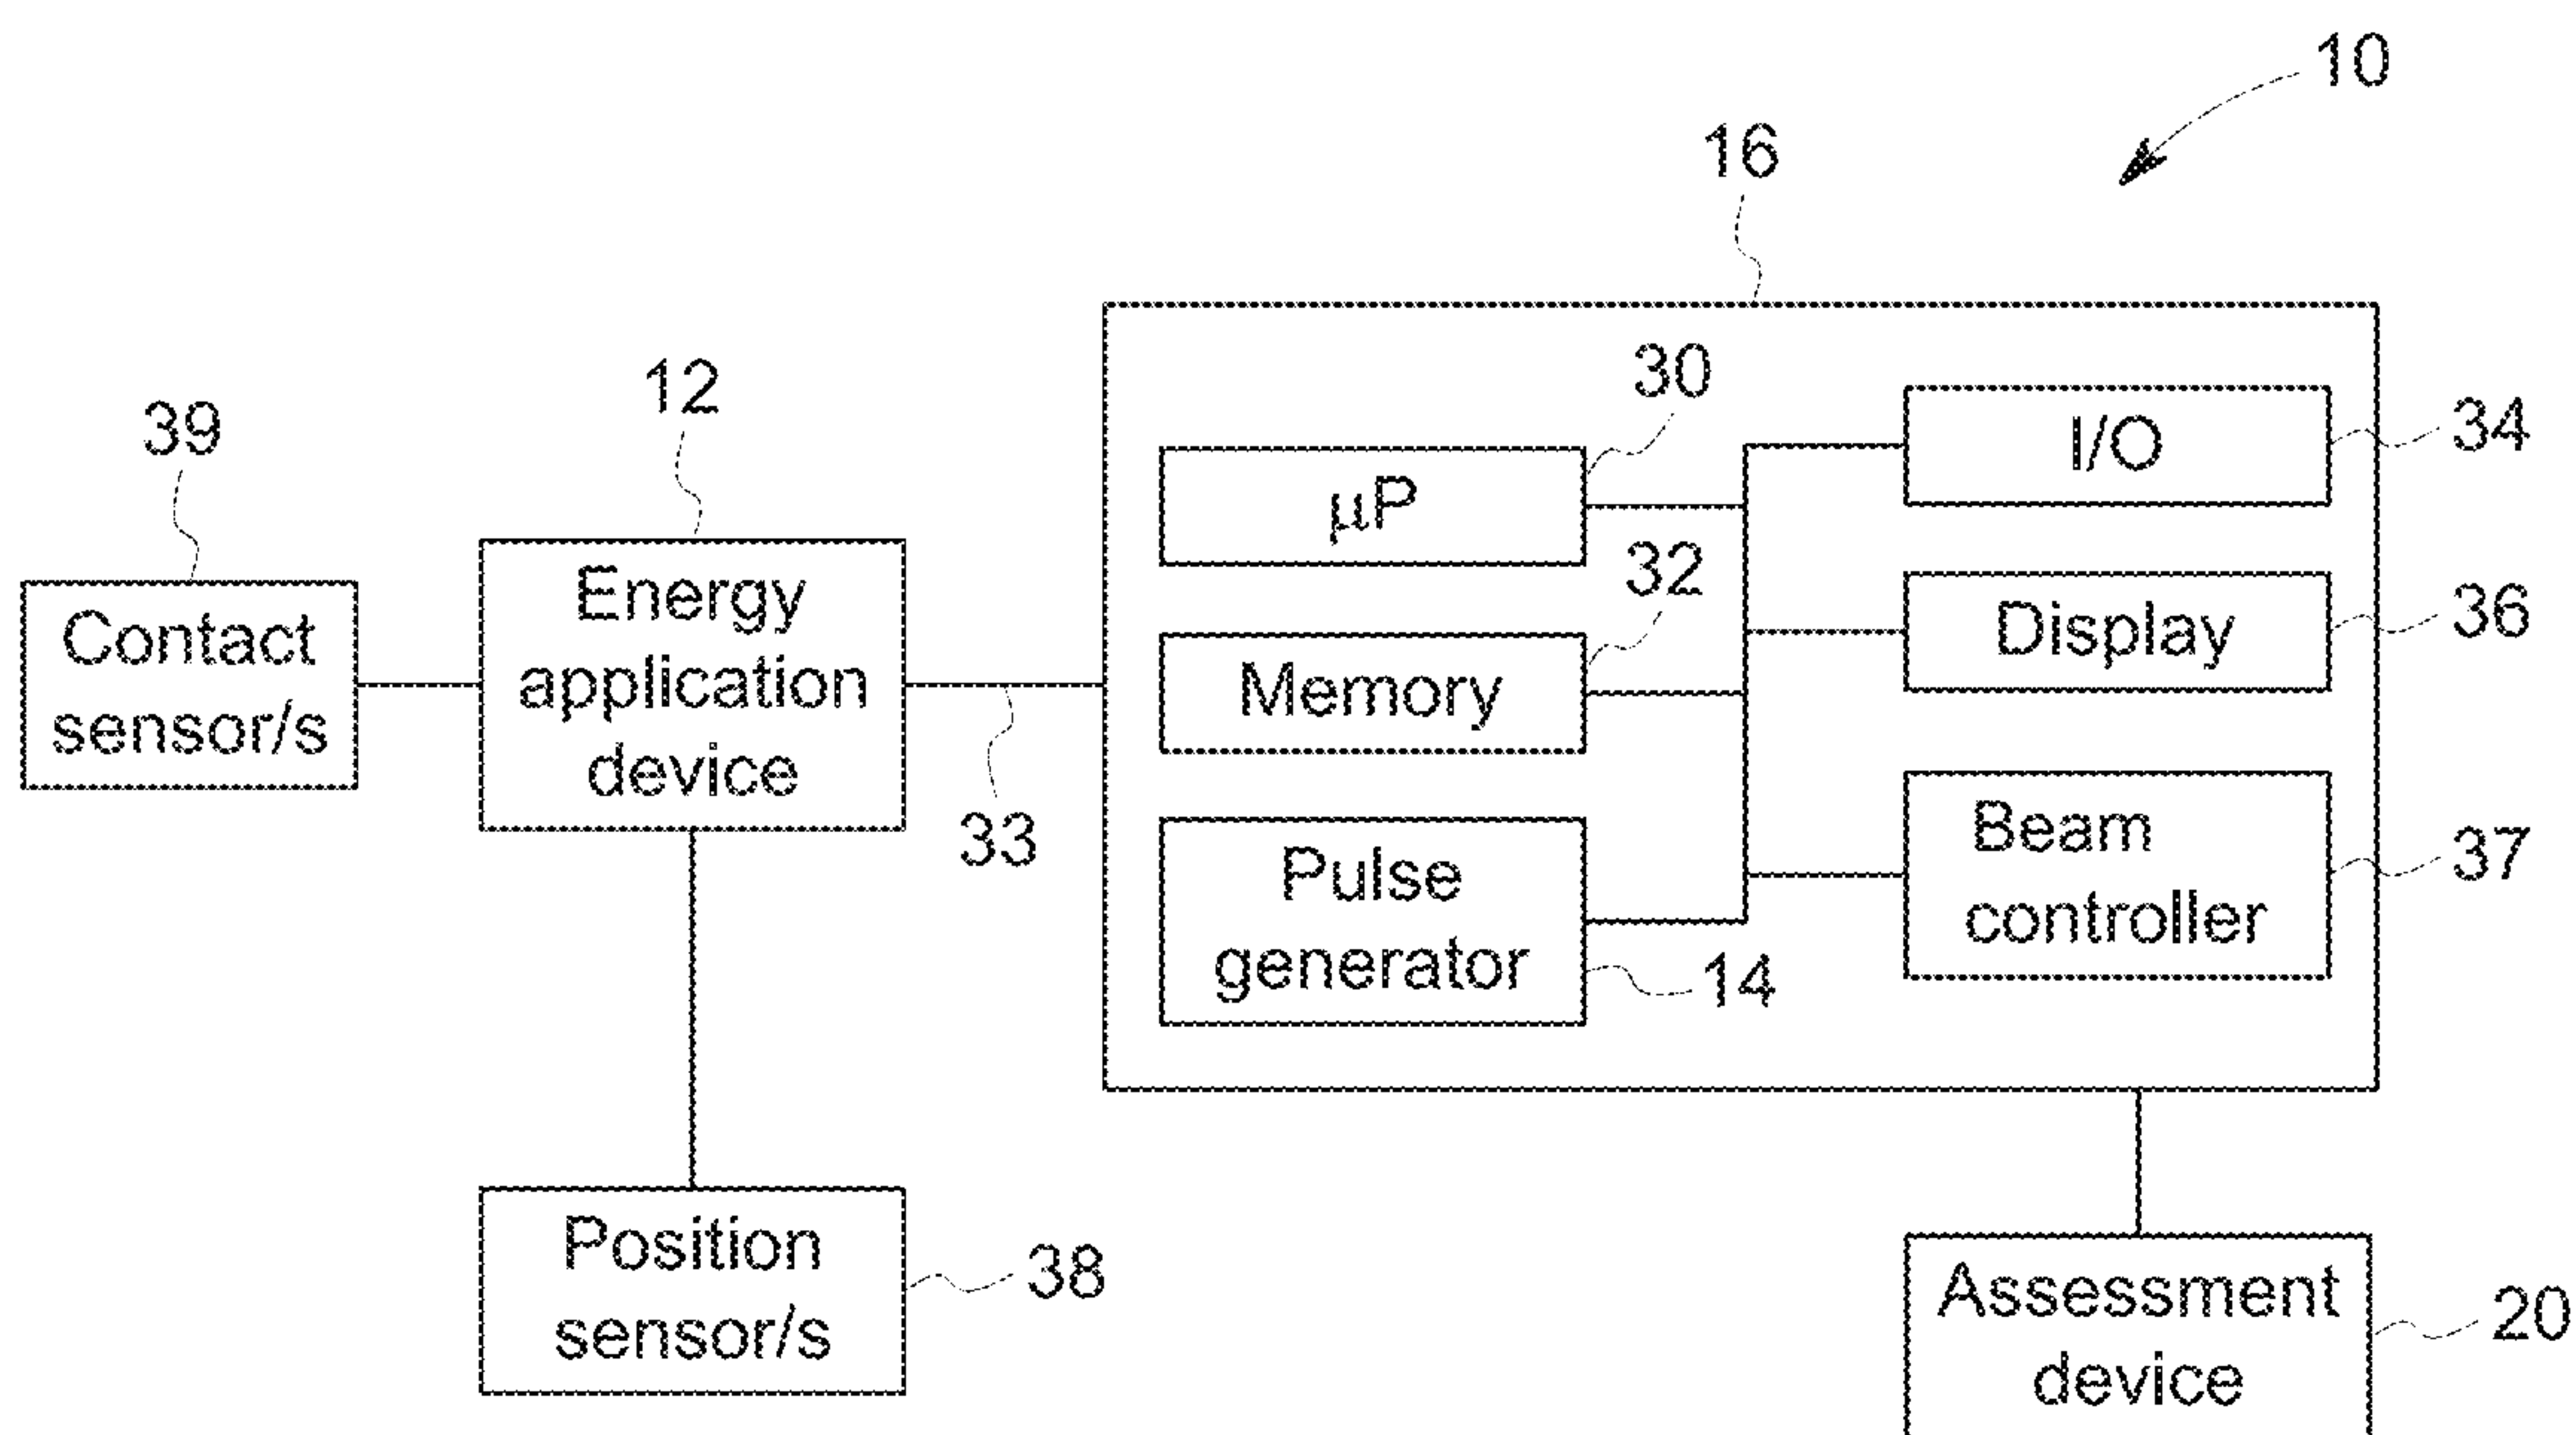 10
16
30
I/O
34
12
39
µP
32
Energy
application
device
Contact
sensor/s
Display
36
Memory
33
Pulse
generator
14
Beam
controller
37
Position
sensor/s
38
Assessment
device
20